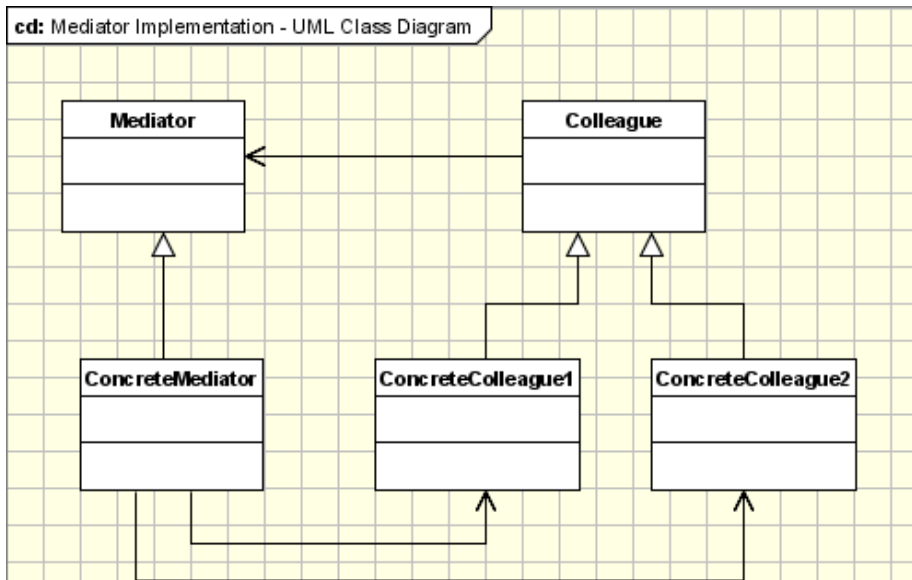 cd: Mediator Implementation - UML Class Diagram
Mediator
Colleague
ConcreteMediator
ConcreteColleague1
ConcreteColleague2